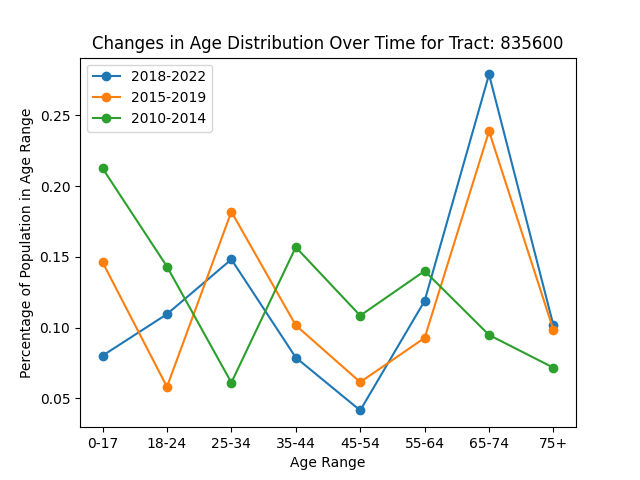 Changes in Age Distribution Over Time for Tract: 835600
2018-2022
2015-2019
2010-2014
Percentage of Population in Age Range
0.25
0.20
0.15
0.10
0.05
0-17 18-24 25-34 35-44 45-54 55-64 65-74 75+
Age Range